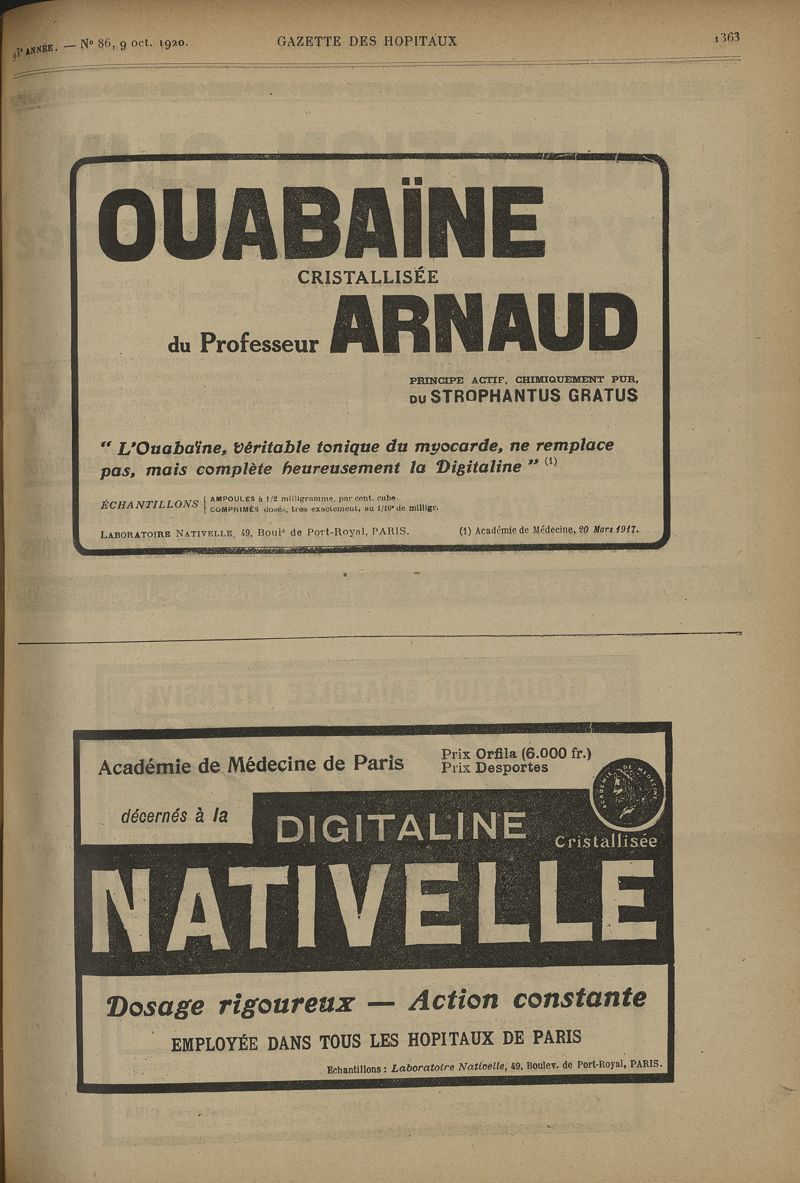 93e ANNÉE. — No 86, 9 oct. 1920. GAZETTE DES HOPITAUX 1363
OUABAÏNE
CRISTALLISÉE
du Professeur ARNAUD
PRINCIPE ACTIF, CHIMIQUEMENT PUR,
DU STROPHANTUS GRATUS
“ L'Ouabaïne, véritable tonique du myocarde, ne remplace
pas, mais complète heureusement la Digitaline ” (1)
ÉCHANTILLONS { AMPOULES à 1/2 milligramme, par cent. cube.
COMPRIMÉS dosés, très exactement, au 1/10e de milligr.
LABORATOIRE NATIVELLE, 49, Bould de Port-Royal, PARIS. (1) Académie de Médecine, 20 Mars 1917.
Académie de Médecine de Paris
Prix Orfila (6.000 fr.)
Prix Desportes
ACADÉMIE DE MÉDECINE
décernés à la
DIGITALINE
Cristallisée
NATIVELLE
Dosage rigoureux — Action constante
EMPLOYÉE DANS TOUS LES HOPITAUX DE PARIS
Echantillons : Laboratoire Nativelle, 49, Boulev. de Port-Royal, PARIS.